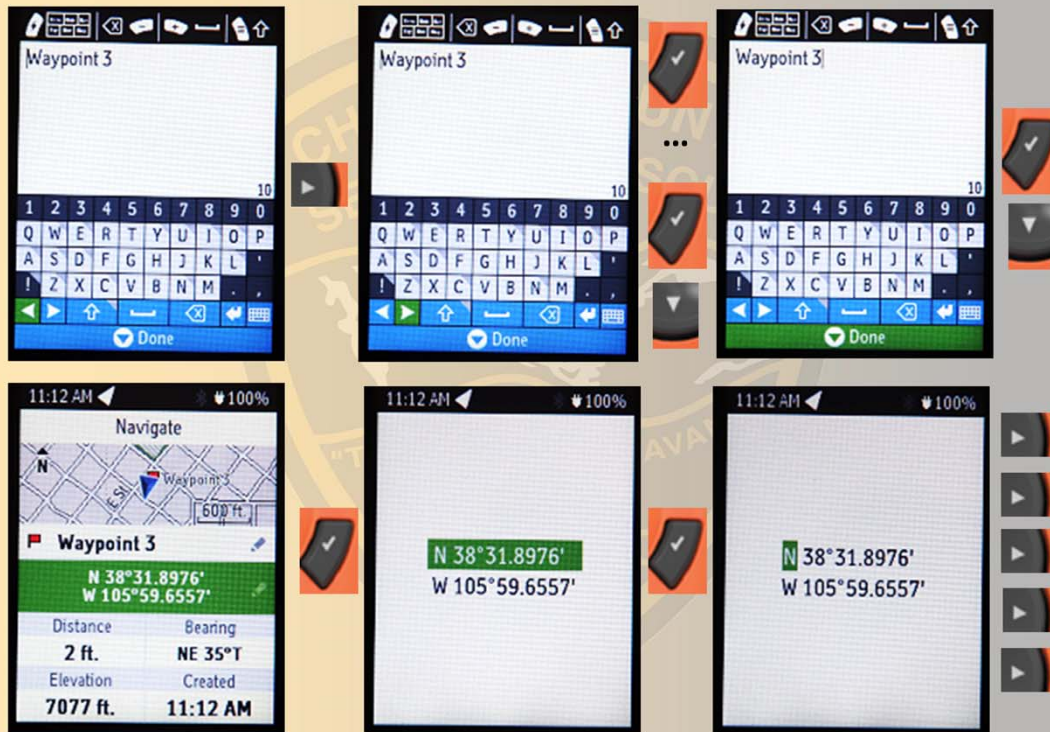 Waypoint 3
10
1 2 3 4 5 6 7 8 9 0
Q W E R T Y U I O P
A S D F G H J K L '
! Z X C V B N M . ,
Done
Waypoint 3
10
1 2 3 4 5 6 7 8 9 0
Q W E R T Y U I O P
A S D F G H J K L '
! Z X C V B N M . ,
Done
...
Waypoint 3
10
1 2 3 4 5 6 7 8 9 0
Q W E R T Y U I O P
A S D F G H J K L '
! Z X C V B N M . ,
Done
11:12 AM 100%
Navigate
N
Waypoint 3
E St
600 ft.
Waypoint 3
N 38°31.8976'
W 105°59.6557'
Distance Bearing
2 ft. NE 35°T
Elevation Created
7077 ft. 11:12 AM
11:12 AM 100%
N 38°31.8976'
W 105°59.6557'
11:12 AM 100%
N 38°31.8976'
W 105°59.6557'